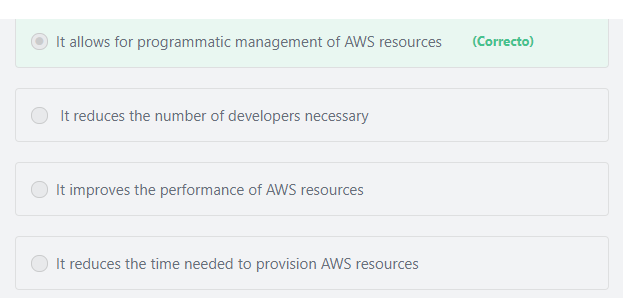 It allows for programmatic management of AWS resources (Correcto)
It reduces the number of developers necessary
It improves the performance of AWS resources
It reduces the time needed to provision AWS resources